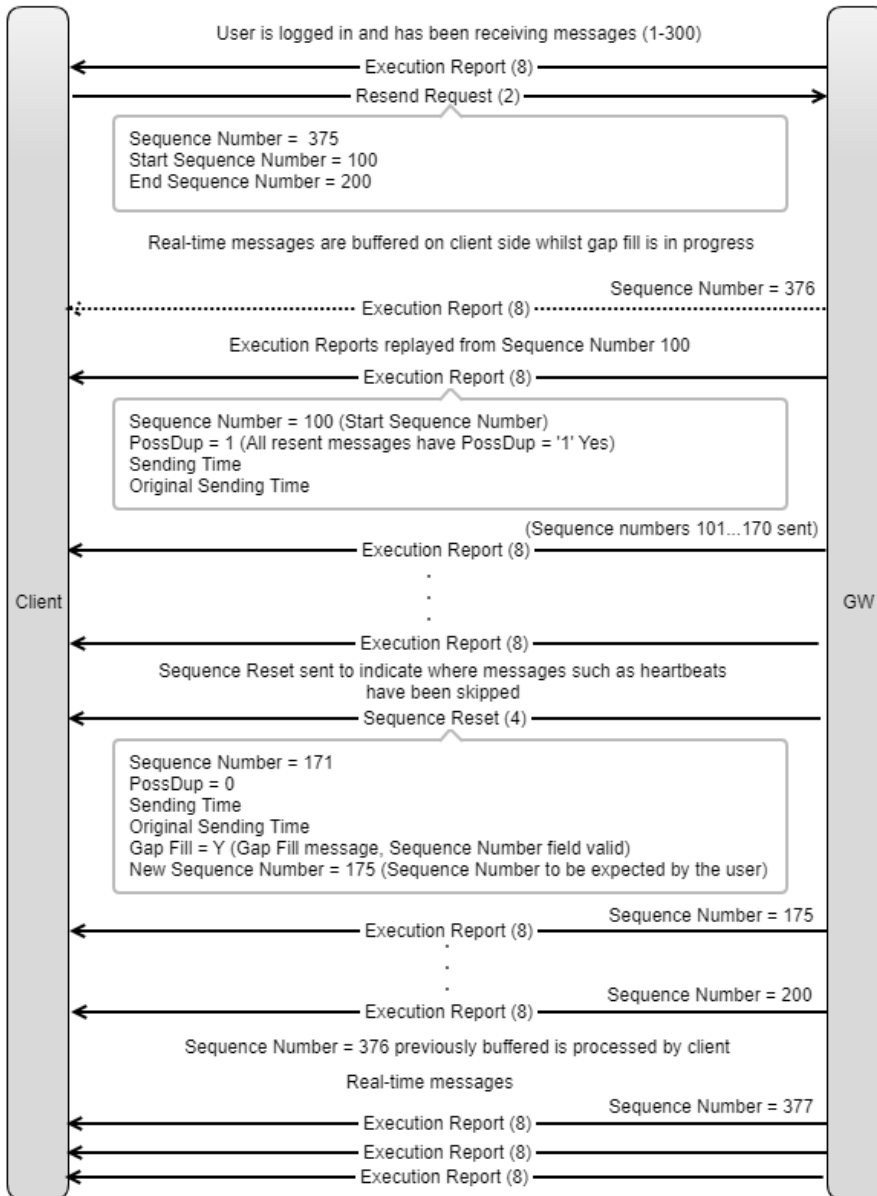 User is logged in and has been receiving messages (1-300)
Execution Report (8)
Resend Request (2)
Sequence Number = 375
Start Sequence Number = 100
End Sequence Number = 200
Real-time messages are buffered on client side whilst gap fill is in progress
Sequence Number = 376
Execution Report (8)
Execution Reports replayed from Sequence Number 100
Execution Report (8)
Sequence Number = 100 (Start Sequence Number)
PossDup = 1 (All resent messages have PossDup = '1' Yes)
Sending Time
Original Sending Time
(Sequence numbers 101...170 sent)
Execution Report (8)
Client
GW
Execution Report (8)
Sequence Reset sent to indicate where messages such as heartbeats
have been skipped
Sequence Reset (4)
Sequence Number = 171
PossDup = 0
Sending Time
Original Sending Time
Gap Fill = Y (Gap Fill message, Sequence Number field valid)
New Sequence Number = 175 (Sequence Number to be expected by the user)
Sequence Number = 175
Execution Report (8)
Sequence Number = 200
Execution Report (8)
Sequence Number = 376 previously buffered is processed by client
Real-time messages
Sequence Number = 377
Execution Report (8)
Execution Report (8)
Execution Report (8)